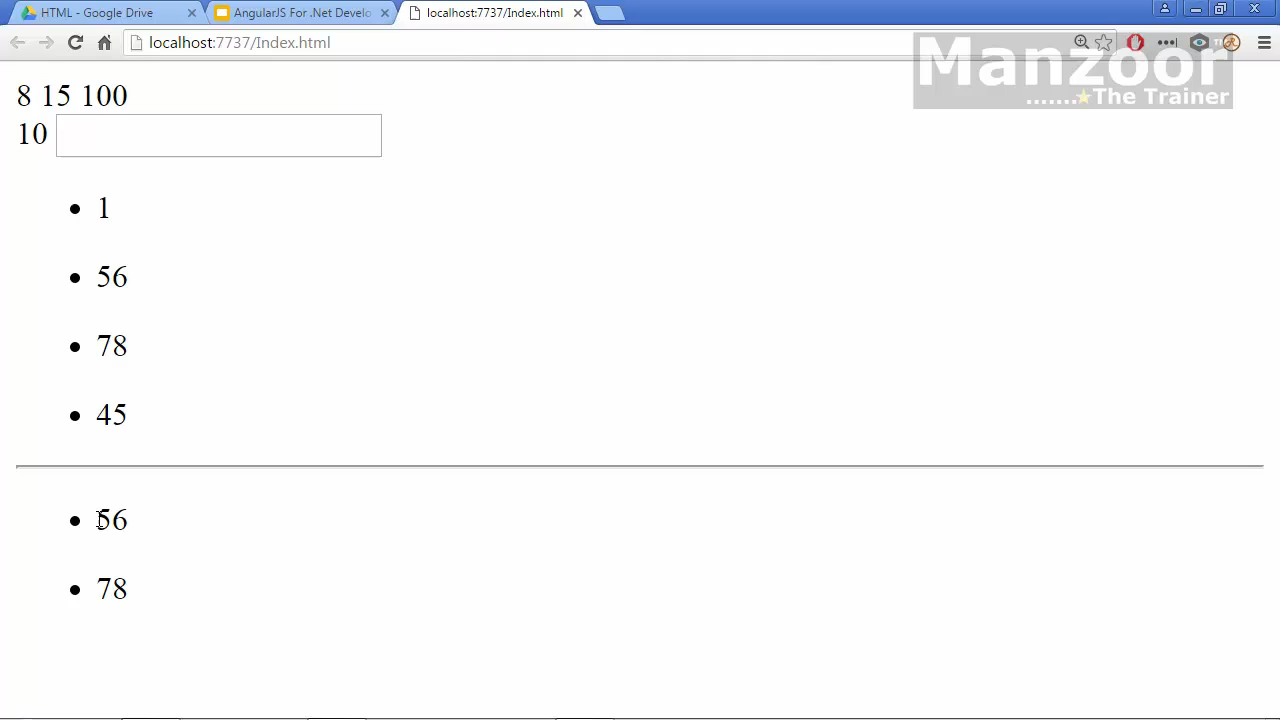 HTML - Google Drive
AngularJS For .Net Develo
localhost:7737/Index.html
localhost:7737/Index.html
Manzoor
.......The Trainer
8 15 100
10
1
56
78
45
56
78